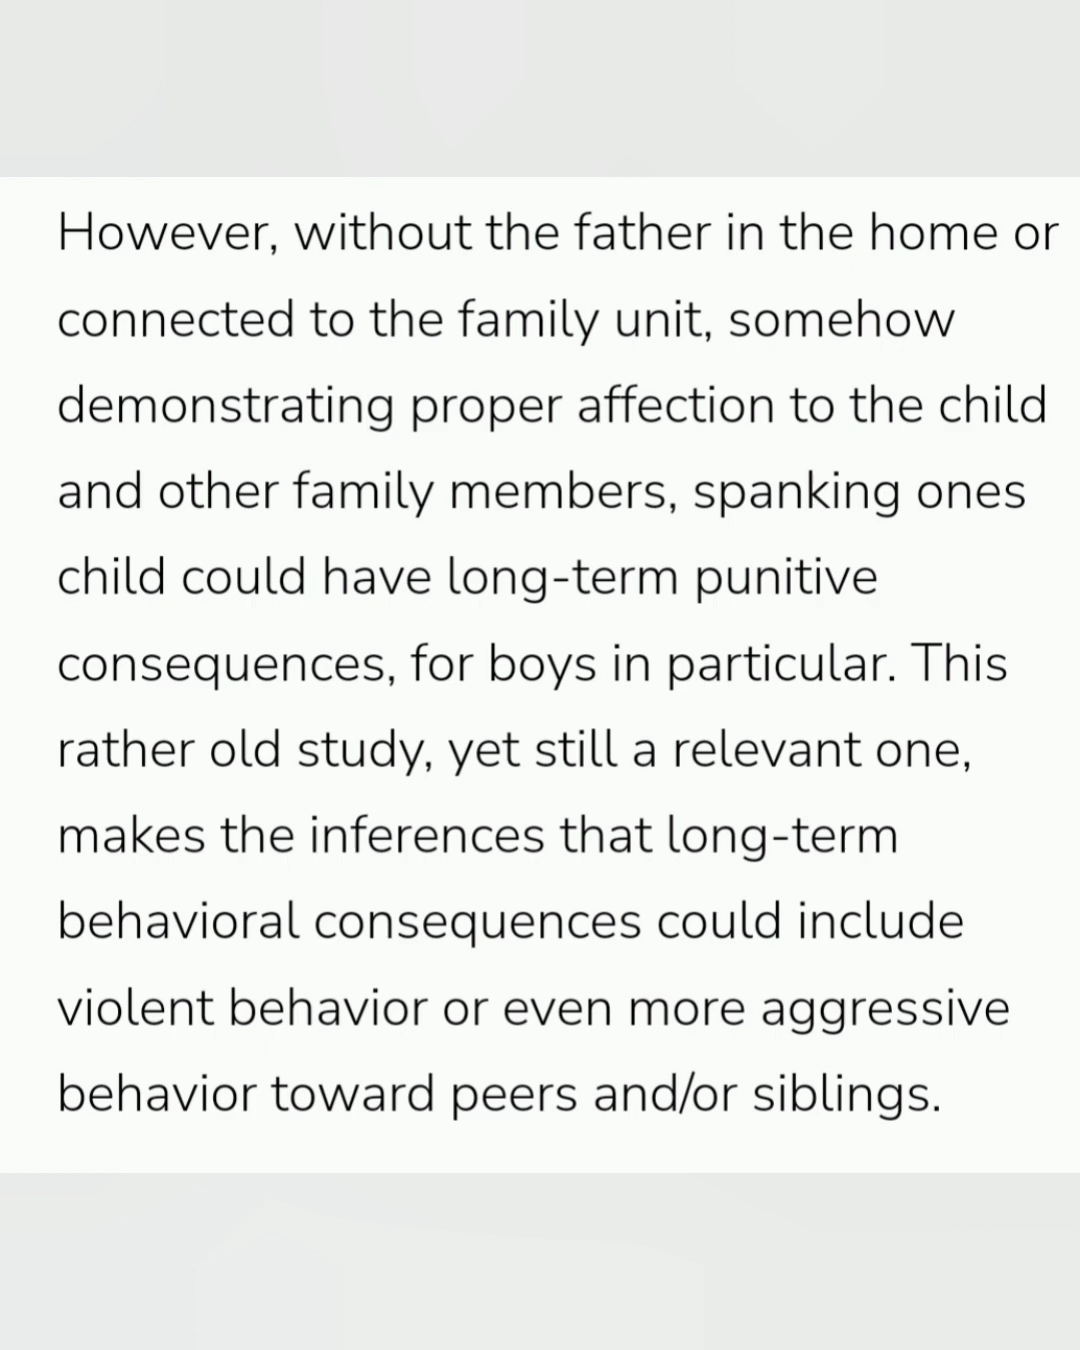 However, without the father in the home or
connected to the family unit, somehow
demonstrating proper affection to the child
and other family members, spanking ones
child could have long-term punitive
consequences, for boys in particular. This
rather old study, yet still a relevant one,
makes the inferences that long-term
behavioral consequences could include
violent behavior or even more aggressive
behavior toward peers and/or siblings.